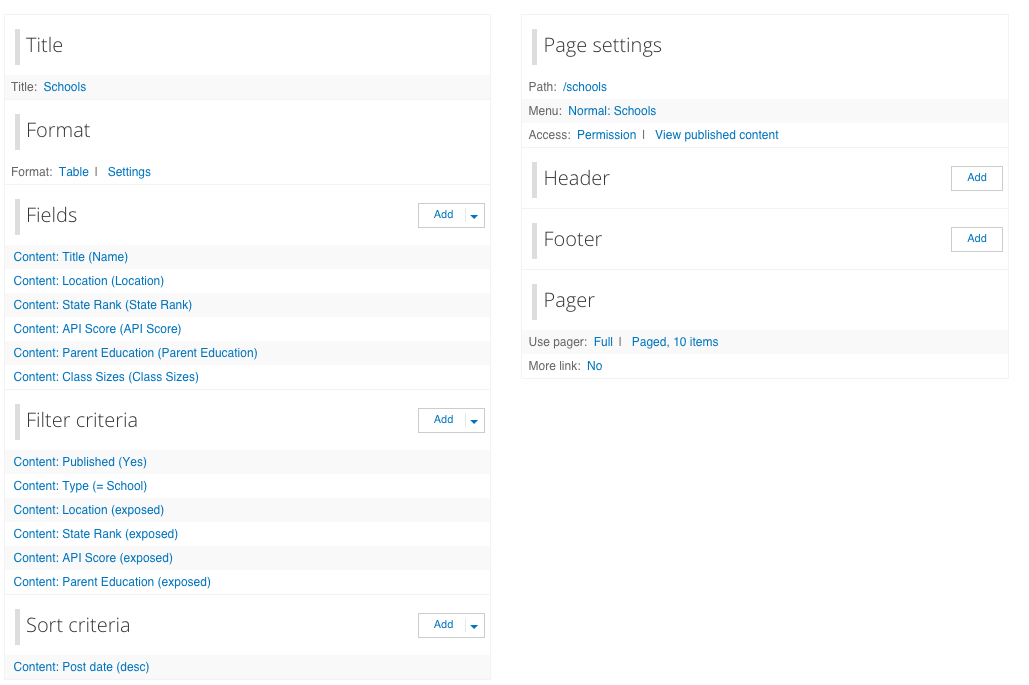 Title
Title: Schools
Format
Format: Table | Settings
Fields
Add
Content: Title (Name)
Content: Location (Location)
Content: State Rank (State Rank)
Content: API Score (API Score)
Content: Parent Education (Parent Education)
Content: Class Sizes (Class Sizes)
Filter criteria
Add
Content: Published (Yes)
Content: Type (= School)
Content: Location (exposed)
Content: State Rank (exposed)
Content: API Score (exposed)
Content: Parent Education (exposed)
Sort criteria
Add
Content: Post date (desc)
Page settings
Path: /schools
Menu: Normal: Schools
Access: Permission | View published content
Header
Add
Footer
Add
Pager
Use pager: Full | Paged, 10 items
More link: No